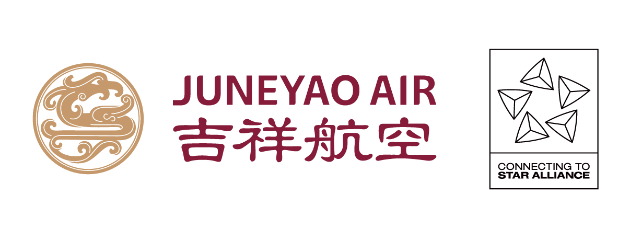 JUNEYAO AIR
吉祥航空
CONNECTING TO
STAR ALLIANCE